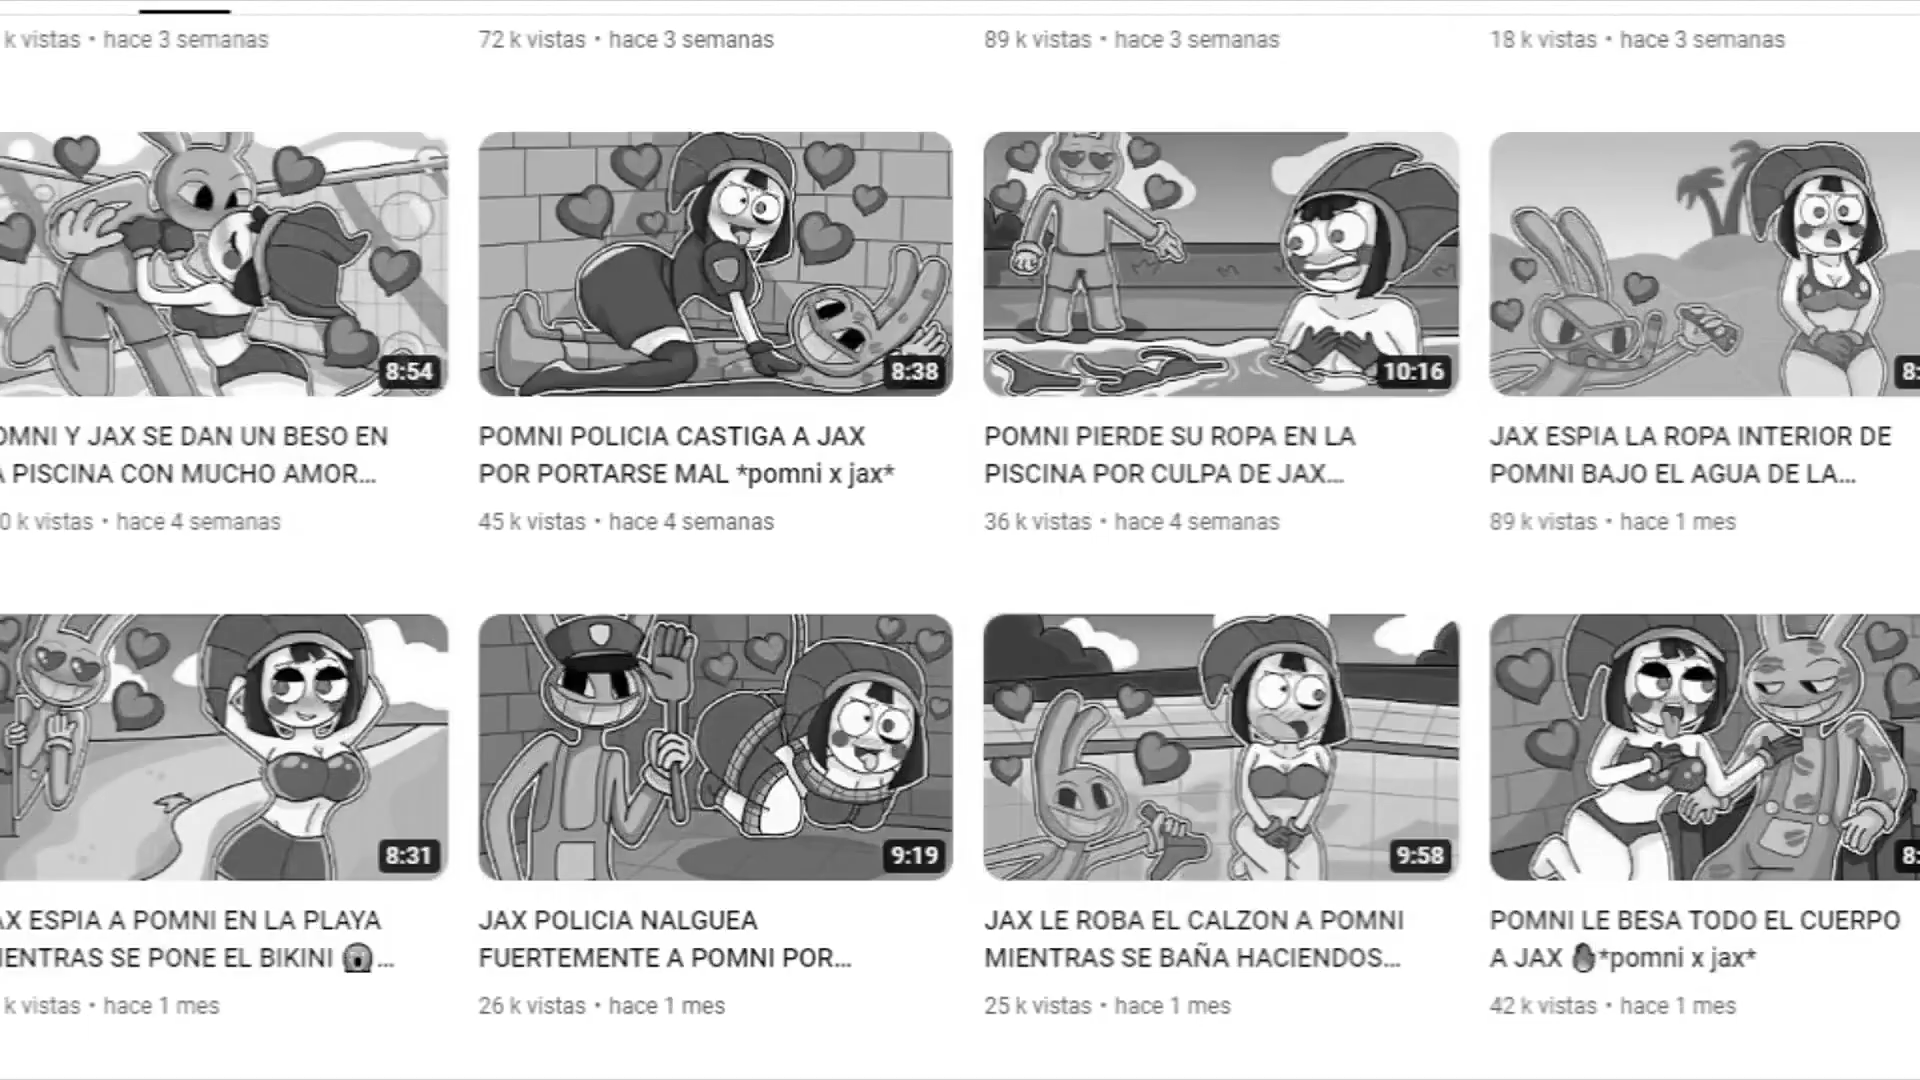 k vistas • hace 3 semanas
72 k vistas • hace 3 semanas
89 k vistas • hace 3 semanas
18 k vistas • hace 3 semanas
8:54
8:38
10:16
8:
OMNI Y JAX SE DAN UN BESO EN
A PISCINA CON MUCHO AMOR...
0 k vistas • hace 4 semanas
POMNI POLICIA CASTIGA A JAX
POR PORTARSE MAL *pomni x jax*
45 k vistas • hace 4 semanas
POMNI PIERDE SU ROPA EN LA
PISCINA POR CULPA DE JAX...
36 k vistas • hace 4 semanas
JAX ESPIA LA ROPA INTERIOR DE
POMNI BAJO EL AGUA DE LA...
89 k vistas • hace 1 mes
8:31
9:19
9:58
8:
AX ESPIA A POMNI EN LA PLAYA
IENTRAS SE PONE EL BIKINI 😱...
k vistas • hace 1 mes
JAX POLICIA NALGUEA
FUERTEMENTE A POMNI POR...
26 k vistas • hace 1 mes
JAX LE ROBA EL CALZON A POMNI
MIENTRAS SE BAÑA HACIENDOS...
25 k vistas • hace 1 mes
POMNI LE BESA TODO EL CUERPO
A JAX 🔥*pomni x jax*
42 k vistas • hace 1 mes